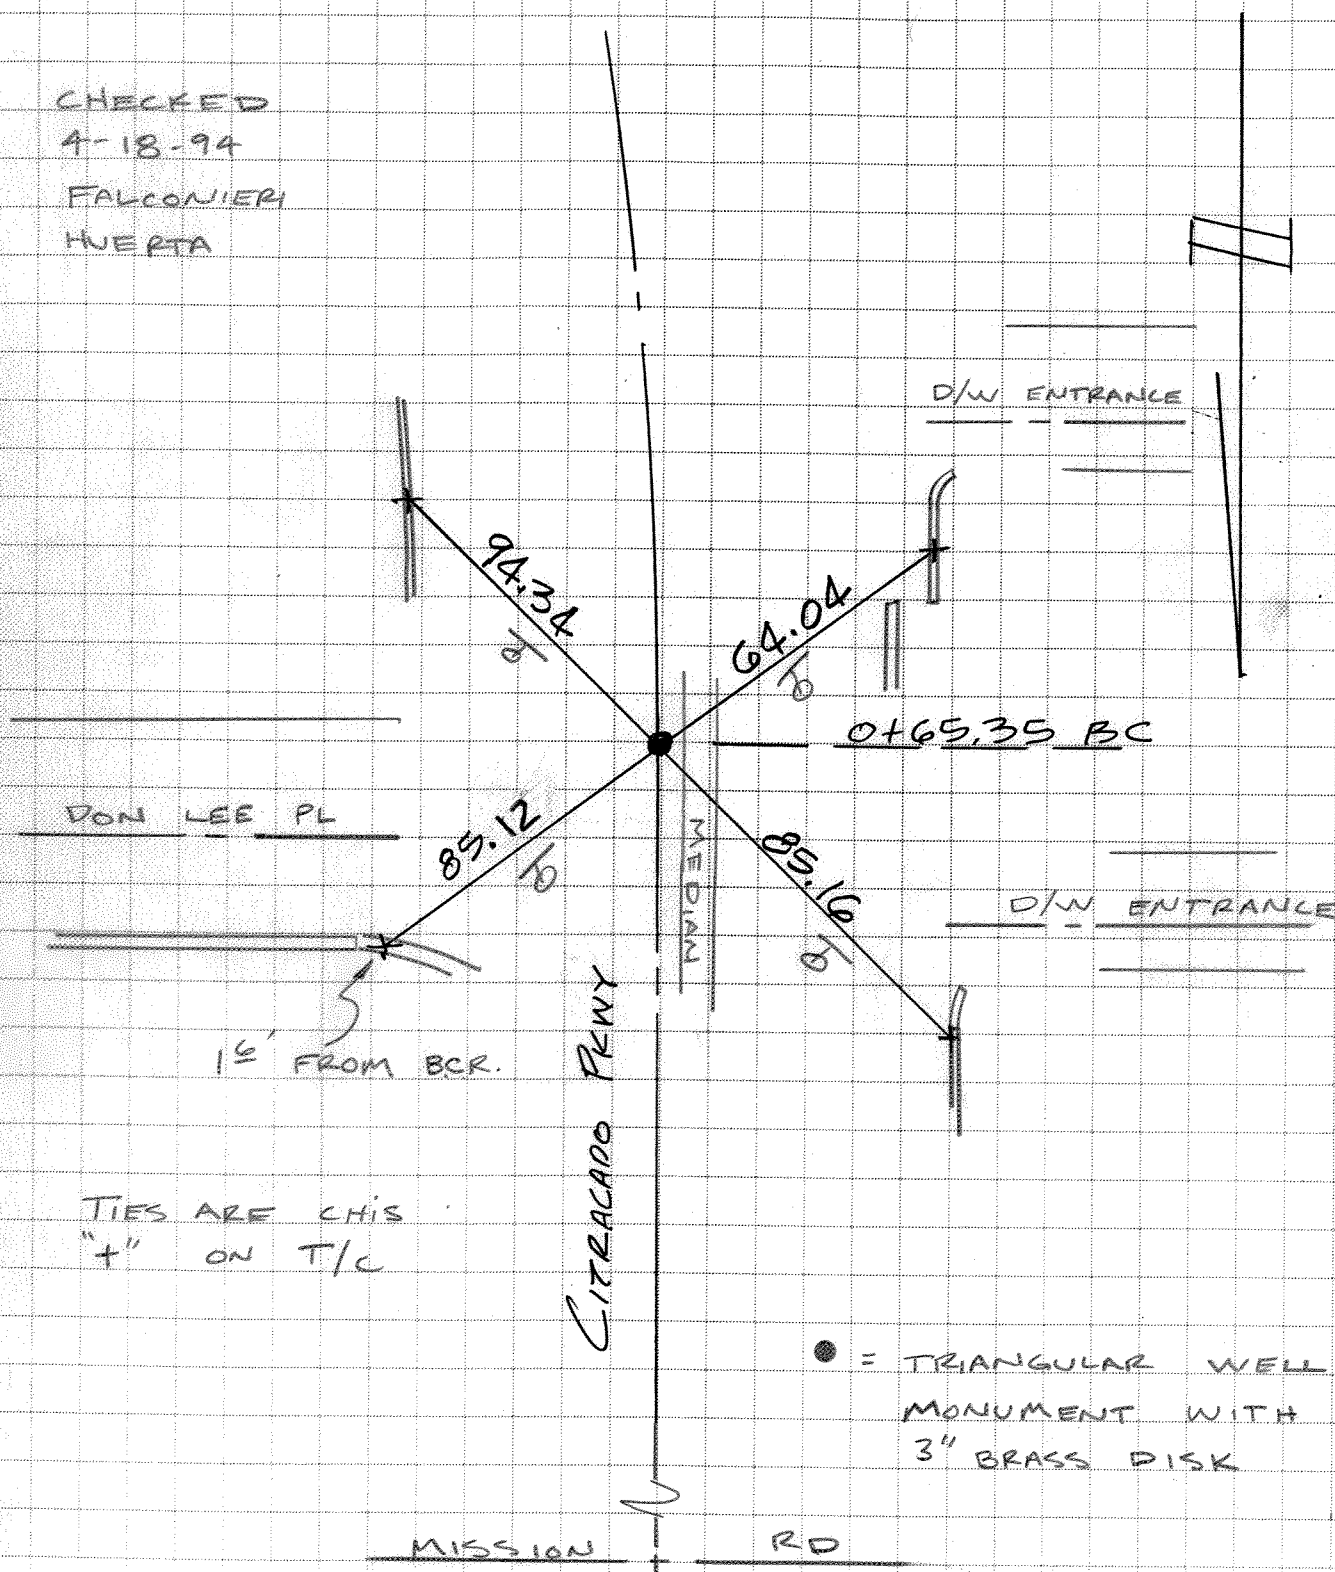 CHECKED
4-18-94
FALCONIERI
HUERTA
D/W ENTRANCE
94.34
64.04
0+65.35 BC
DON LEE PL
85.12
MEDIAN
85.16
D/W ENTRANCE
1 6' FROM BCR.
CITRACADO PKWY
TIES ARE CHIS
"+" ON T/C
= TRIANGULAR WELL
MONUMENT WITH
3" BRASS DISK
MISSION RD